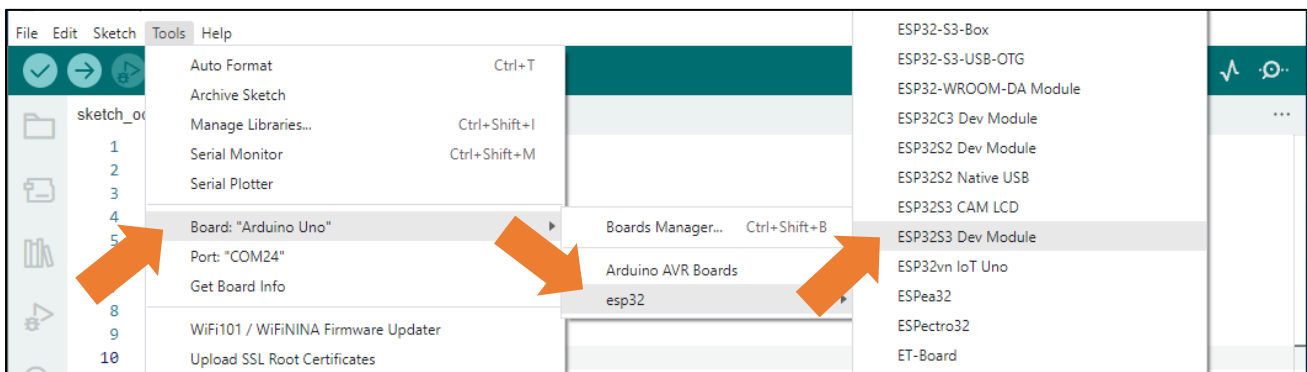 File Edit Sketch Tools Help
Auto Format Ctrl+T
Archive Sketch
Manage Libraries... Ctrl+Shift+I
Serial Monitor Ctrl+Shift+M
Serial Plotter
Board: "Arduino Uno"
Port: "COM24"
Get Board Info
WiFi101 / WiFiNINA Firmware Updater
Upload SSL Root Certificates
sketch_oc
1
2
3
4
5
8
9
10
Boards Manager... Ctrl+Shift+B
Arduino AVR Boards
esp32
ESP32-S3-Box
ESP32-S3-USB-OTG
ESP32-WROOM-DA Module
ESP32C3 Dev Module
ESP32S2 Dev Module
ESP32S2 Native USB
ESP32S3 CAM LCD
ESP32S3 Dev Module
ESP32vn IoT Uno
ESPea32
ESPectro32
ET-Board